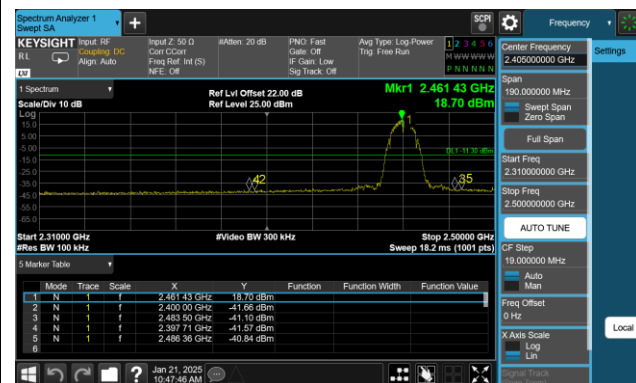 Spectrum Analyzer 1
Swept SA
SCPI
Frequency
KEYSIGHT
RL
LXI
Input: RF
Coupling: DC
Align: Auto
Input Z: 50 Ω
Corr CCorr
Freq Ref: Int (S)
NFE: Off
#Atten: 20 dB
PNO: Fast
Gate: Off
IF Gain: Low
Sig Track: Off
Avg Type: Log-Power
Trig: Free Run
1 2 3 4 5 6
M W W W W W
P N N N N N
1 Spectrum
Scale/Div 10 dB
Ref Lvl Offset 22.00 dB
Ref Level 25.00 dBm
Mkr1 2.461 43 GHz
18.70 dBm
Log
15.0
5.00
-5.00
-15.0
-25.0
-35.0
-45.0
-55.0
-65.0
1
DL1 -11.30 dBm
42
35
Start 2.31000 GHz
#Res BW 100 kHz
#Video BW 300 kHz
Stop 2.50000 GHz
Sweep 18.2 ms (1001 pts)
5 Marker Table
Mode Trace Scale X Y Function Function Width Function Value
1 N 1 f 2.461 43 GHz 18.70 dBm
2 N 1 f 2.400 00 GHz -41.66 dBm
3 N 1 f 2.483 50 GHz -41.10 dBm
4 N 1 f 2.397 71 GHz -41.57 dBm
5 N 1 f 2.486 36 GHz -40.84 dBm
6
Jan 21, 2025
10:47:46 AM
Center Frequency
2.405000000 GHz
Settings
Span
190.000000 MHz
Swept Span
Zero Span
Full Span
Start Freq
2.310000000 GHz
Stop Freq
2.500000000 GHz
AUTO TUNE
CF Step
19.000000 MHz
Auto
Man
Freq Offset
0 Hz
X Axis Scale
Log
Lin
Signal Track
Local